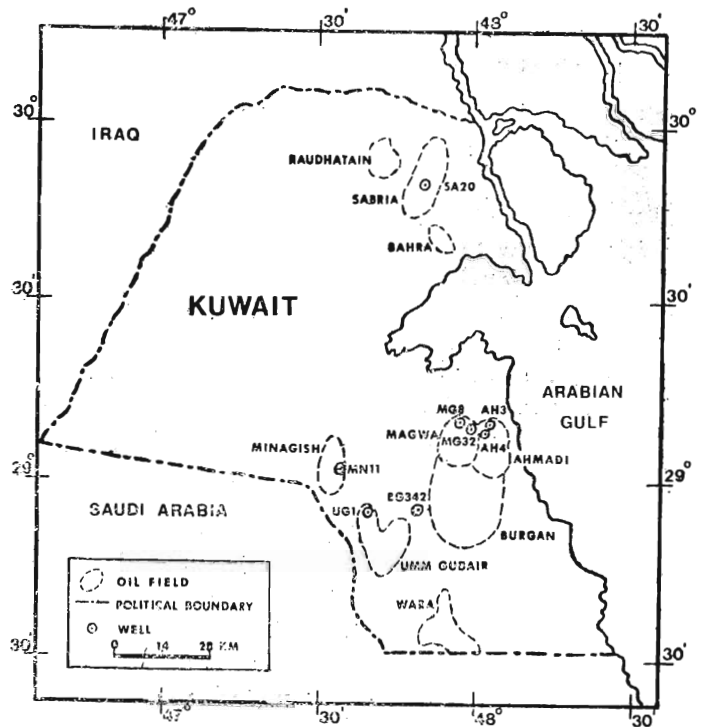 47°
30'
48°
30'
30°
30°
IRAQ
RAUDHATAIN
SA20
SABRIA
BAHRA
30'
30'
KUWAIT
ARABIAN
GULF
MG8
AH3
MAGWA
MG32
AH4
AHMADI
MINAGISH
MN11
29°
29°
SAUDI ARABIA
UG1
EG342
BURGAN
UMM GUDAIR
WARA
OIL FIELD
POLITICAL BOUNDARY
WELL
0 14 28 KM
30'
30'
47°
30'
48°
30'